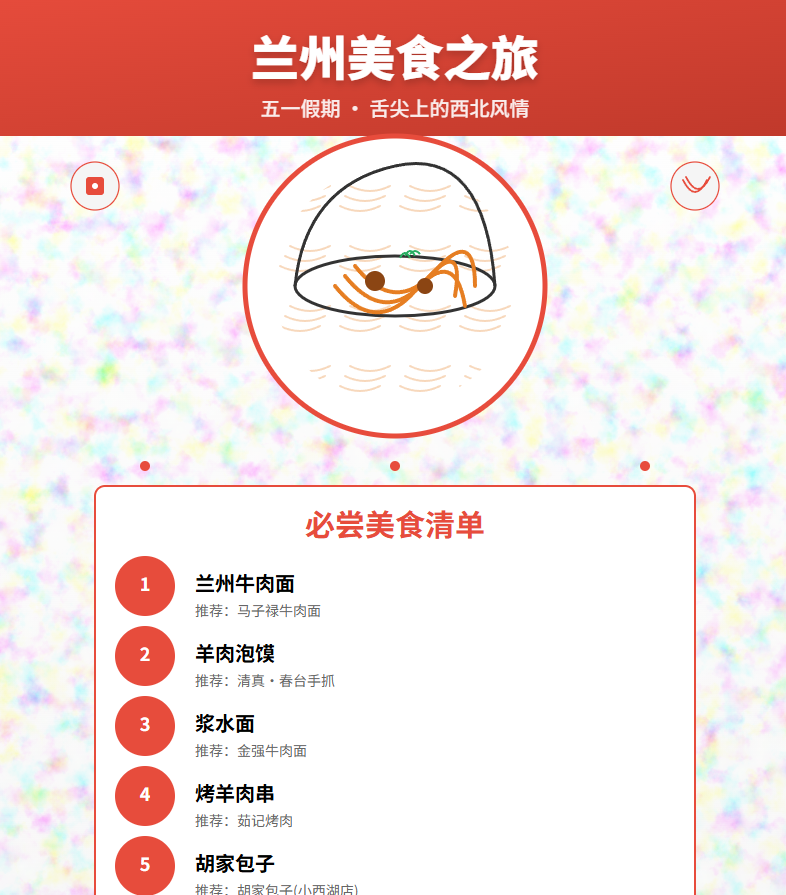 兰州美食之旅
五一假期 · 舌尖上的西北风情
必尝美食清单
1 兰州牛肉面
推荐：马子禄牛肉面
2 羊肉泡馍
推荐：清真·春台手抓
3 浆水面
推荐：金强牛肉面
4 烤羊肉串
推荐：茹记烤肉
5 胡家包子
推荐：胡家包子(小西湖店)